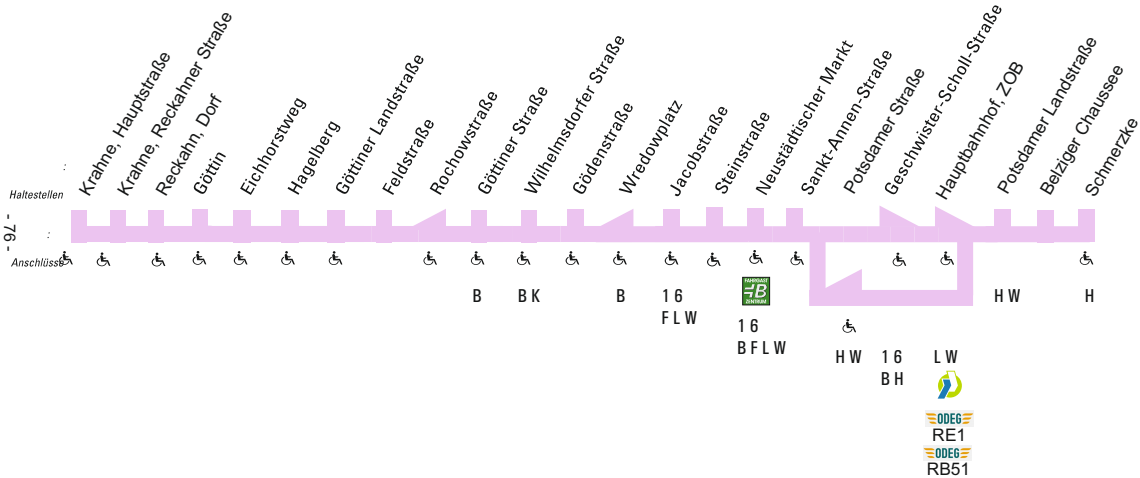 Krahne, Hauptstraße
Krahne, Reckahner Straße
Reckahn, Dorf
Göttin
Eichhorstweg
Hagelberg
Göttiner Landstraße
Feldstraße
Rochowstraße
Göttiner Straße
Wilhelmsdorfer Straße
Gödenstraße
Wredowplatz
Jacobstraße
Steinstraße
Neustädtischer Markt
Sankt-Annen-Straße
Potsdamer Straße
Geschwister-Scholl-Straße
Hauptbahnhof, ZOB
Potsdamer Landstraße
Belziger Chaussee
Schmerzke
:
Haltestellen
- 76 -
:
Anschlüsse
B
B K
B
1 6
F L W
FAHRGAST
B
ZENTRUM
1 6
B F L W
H W
1 6
B H
L W
ODEG
RE1
ODEG
RB51
H W
H